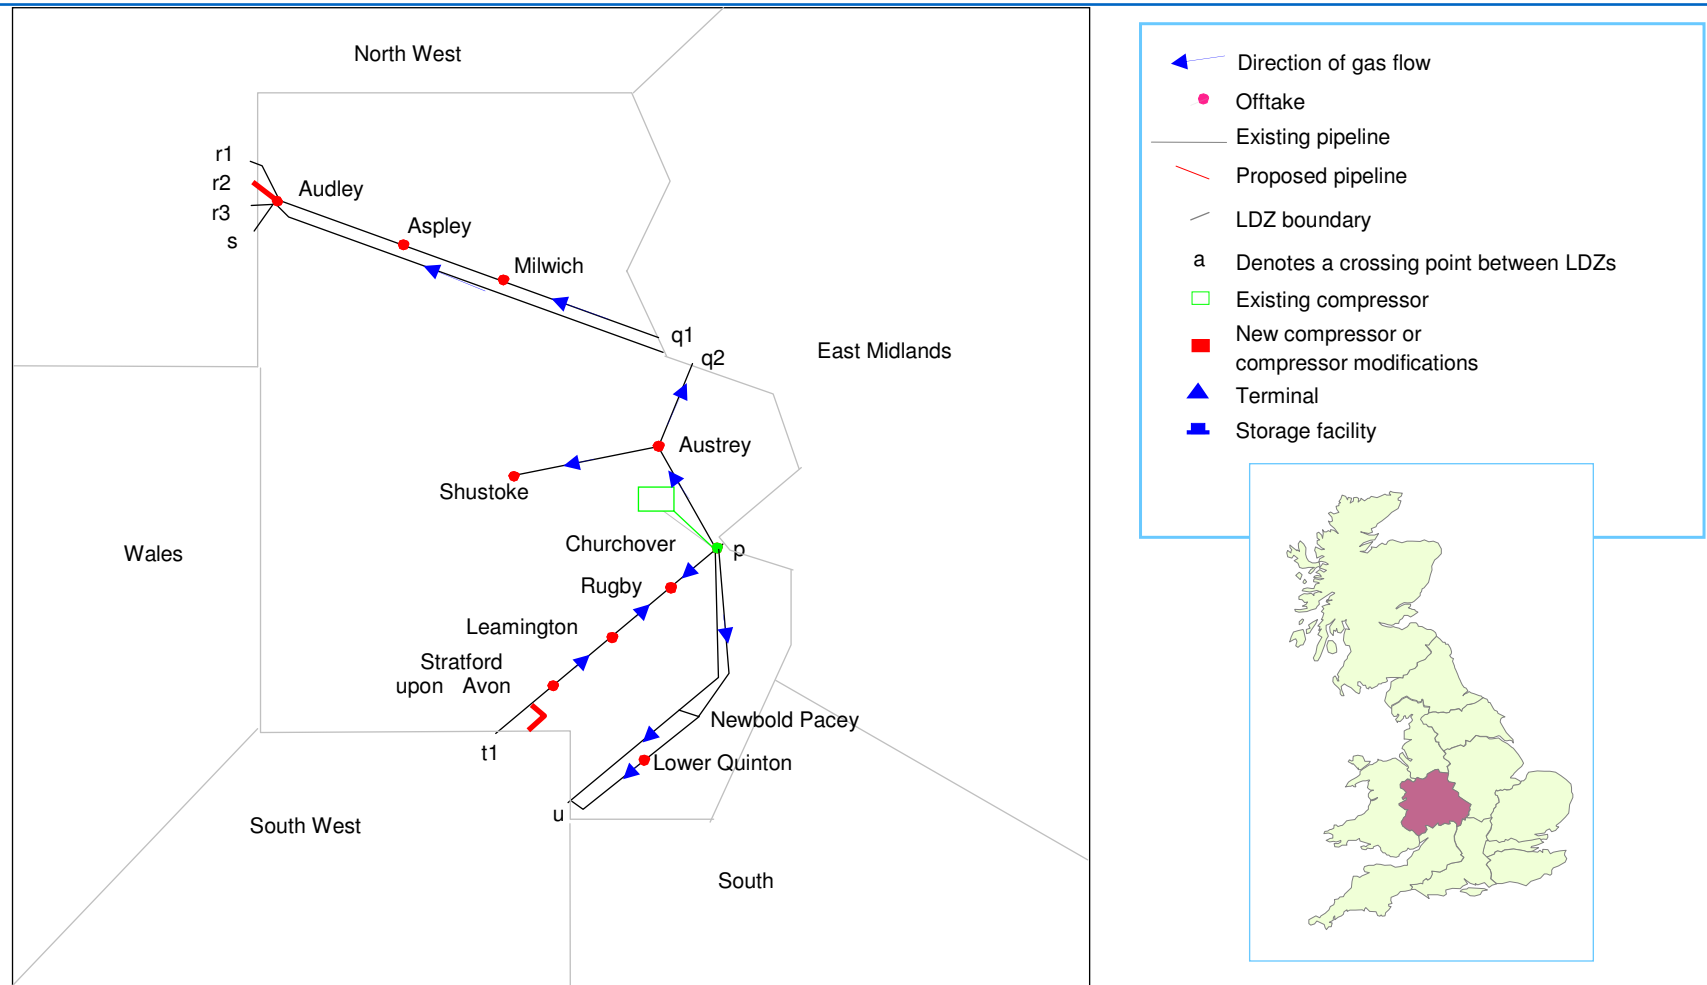 North West
r1
r2
r3
s
Audley
Aspley
Milwich
q1
q2
East Midlands
Austrey
Shustoke
Churchover
p
Wales
Rugby
Leamington
Stratford
upon Avon
t1
Newbold Pacey
Lower Quinton
u
South West
South
Direction of gas flow
Offtake
Existing pipeline
Proposed pipeline
LDZ boundary
a Denotes a crossing point between LDZs
Existing compressor
New compressor or
compressor modifications
Terminal
Storage facility